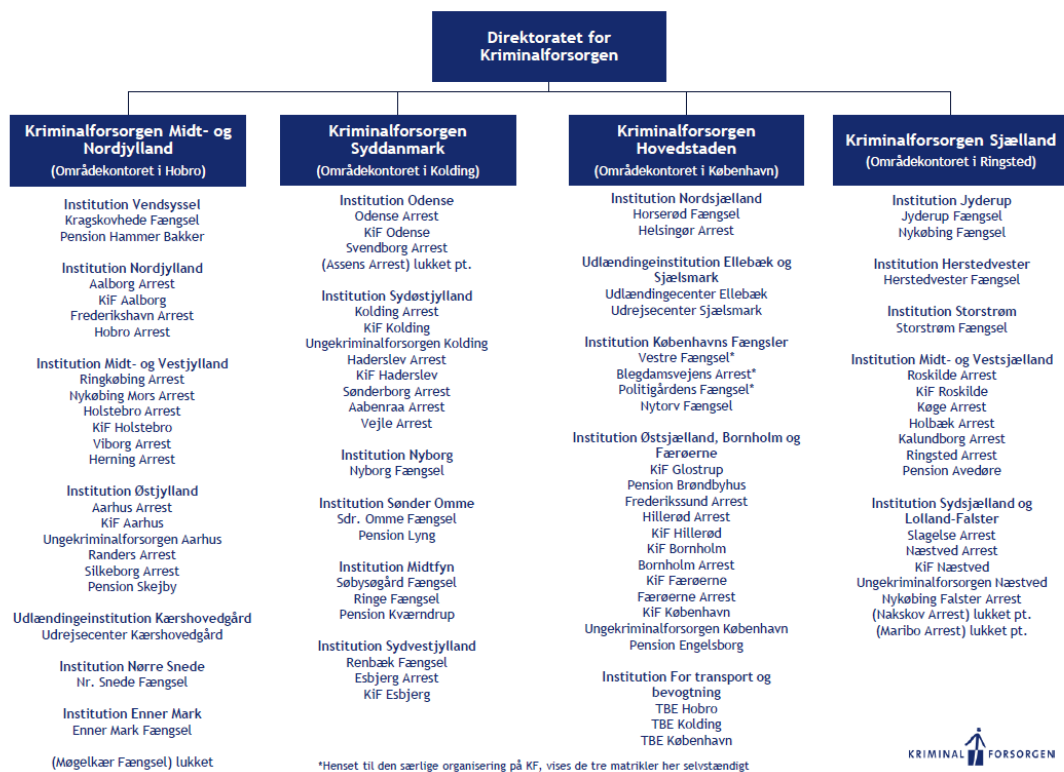 Direktoratet for
Kriminalforsorgen
Kriminalforsorgen Midt- og
Nordjylland
(Områdekontoret i Hobro)
Institution Vendsyssel
Kragskovhede Fængsel
Pension Hammer Bakker
Institution Nordjylland
Aalborg Arrest
KiF Aalborg
Frederikshavn Arrest
Hobro Arrest
Institution Midt- og Vestjylland
Ringkøbing Arrest
Nykøbing Mors Arrest
Holstebro Arrest
KiF Holstebro
Viborg Arrest
Herning Arrest
Institution Østjylland
Aarhus Arrest
KiF Aarhus
Ungekriminalforsorgen Aarhus
Randers Arrest
Silkeborg Arrest
Pension Skejby
Udlændingeinstitution Kærshovedgård
Udrejsecenter Kærshovedgård
Institution Nørre Snede
Nr. Snede Fængsel
Institution Enner Mark
Enner Mark Fængsel
(Møgelkær Fængsel) lukket
Kriminalforsorgen
Syddanmark
(Områdekontoret i Kolding)
Institution Odense
Odense Arrest
KiF Odense
Svendborg Arrest
(Assens Arrest) lukket pt.
Institution Sydøstjylland
Kolding Arrest
KiF Kolding
Ungekriminalforsorgen Kolding
Haderslev Arrest
KiF Haderslev
Sønderborg Arrest
Aabenraa Arrest
Vejle Arrest
Institution Nyborg
Nyborg Fængsel
Institution Sønder Omme
Sdr. Omme Fængsel
Pension Lyng
Institution Midtfyn
Søbysøgård Fængsel
Ringe Fængsel
Pension Kværndrup
Institution Sydvestjylland
Renbæk Fængsel
Esbjerg Arrest
KiF Esbjerg
Kriminalforsorgen
Hovedstaden
(Områdekontoret i København)
Institution Nordsjælland
Horserød Fængsel
Helsingør Arrest
Udlændingeinstitution Ellebæk og
Sjælsmark
Udlændingecenter Ellebæk
Udrejsecenter Sjælsmark
Institution Københavns Fængsler
Vestre Fængsel*
Blegdamsvejens Arrest*
Politigårdens Fængsel*
Nytorv Fængsel
Institution Østsjælland, Bornholm og
Færøerne
KiF Glostrup
Pension Brøndbyhus
Frederikssund Arrest
Hillerød Arrest
KiF Hillerød
KiF Bornholm
Bornholm Arrest
KiF Færøerne
Færøerne Arrest
KiF København
Ungekriminalforsorgen København
Pension Engelsborg
Institution For transport og
bevogtning
TBE Hobro
TBE Kolding
TBE København
Kriminalforsorgen Sjælland
(Områdekontoret i Ringsted)
Institution Jyderup
Jyderup Fængsel
Nykøbing Fængsel
Institution Herstedvester
Herstedvester Fængsel
Institution Storstrøm
Storstrøm Fængsel
Institution Midt- og Vestsjælland
Roskilde Arrest
KiF Roskilde
Køge Arrest
Holbæk Arrest
Kalundborg Arrest
Ringsted Arrest
Pension Avedøre
Institution Sydsjælland og
Lolland-Falster
Slagelse Arrest
Næstved Arrest
KiF Næstved
Ungekriminalforsorgen Næstved
Nykøbing Falster Arrest
(Nakskov Arrest) lukket pt.
(Maribo Arrest) lukket pt.
*Henset til den særlige organisering på KF, vises de tre matrikler her selvstændigt
KRIMINAL FORSORGEN